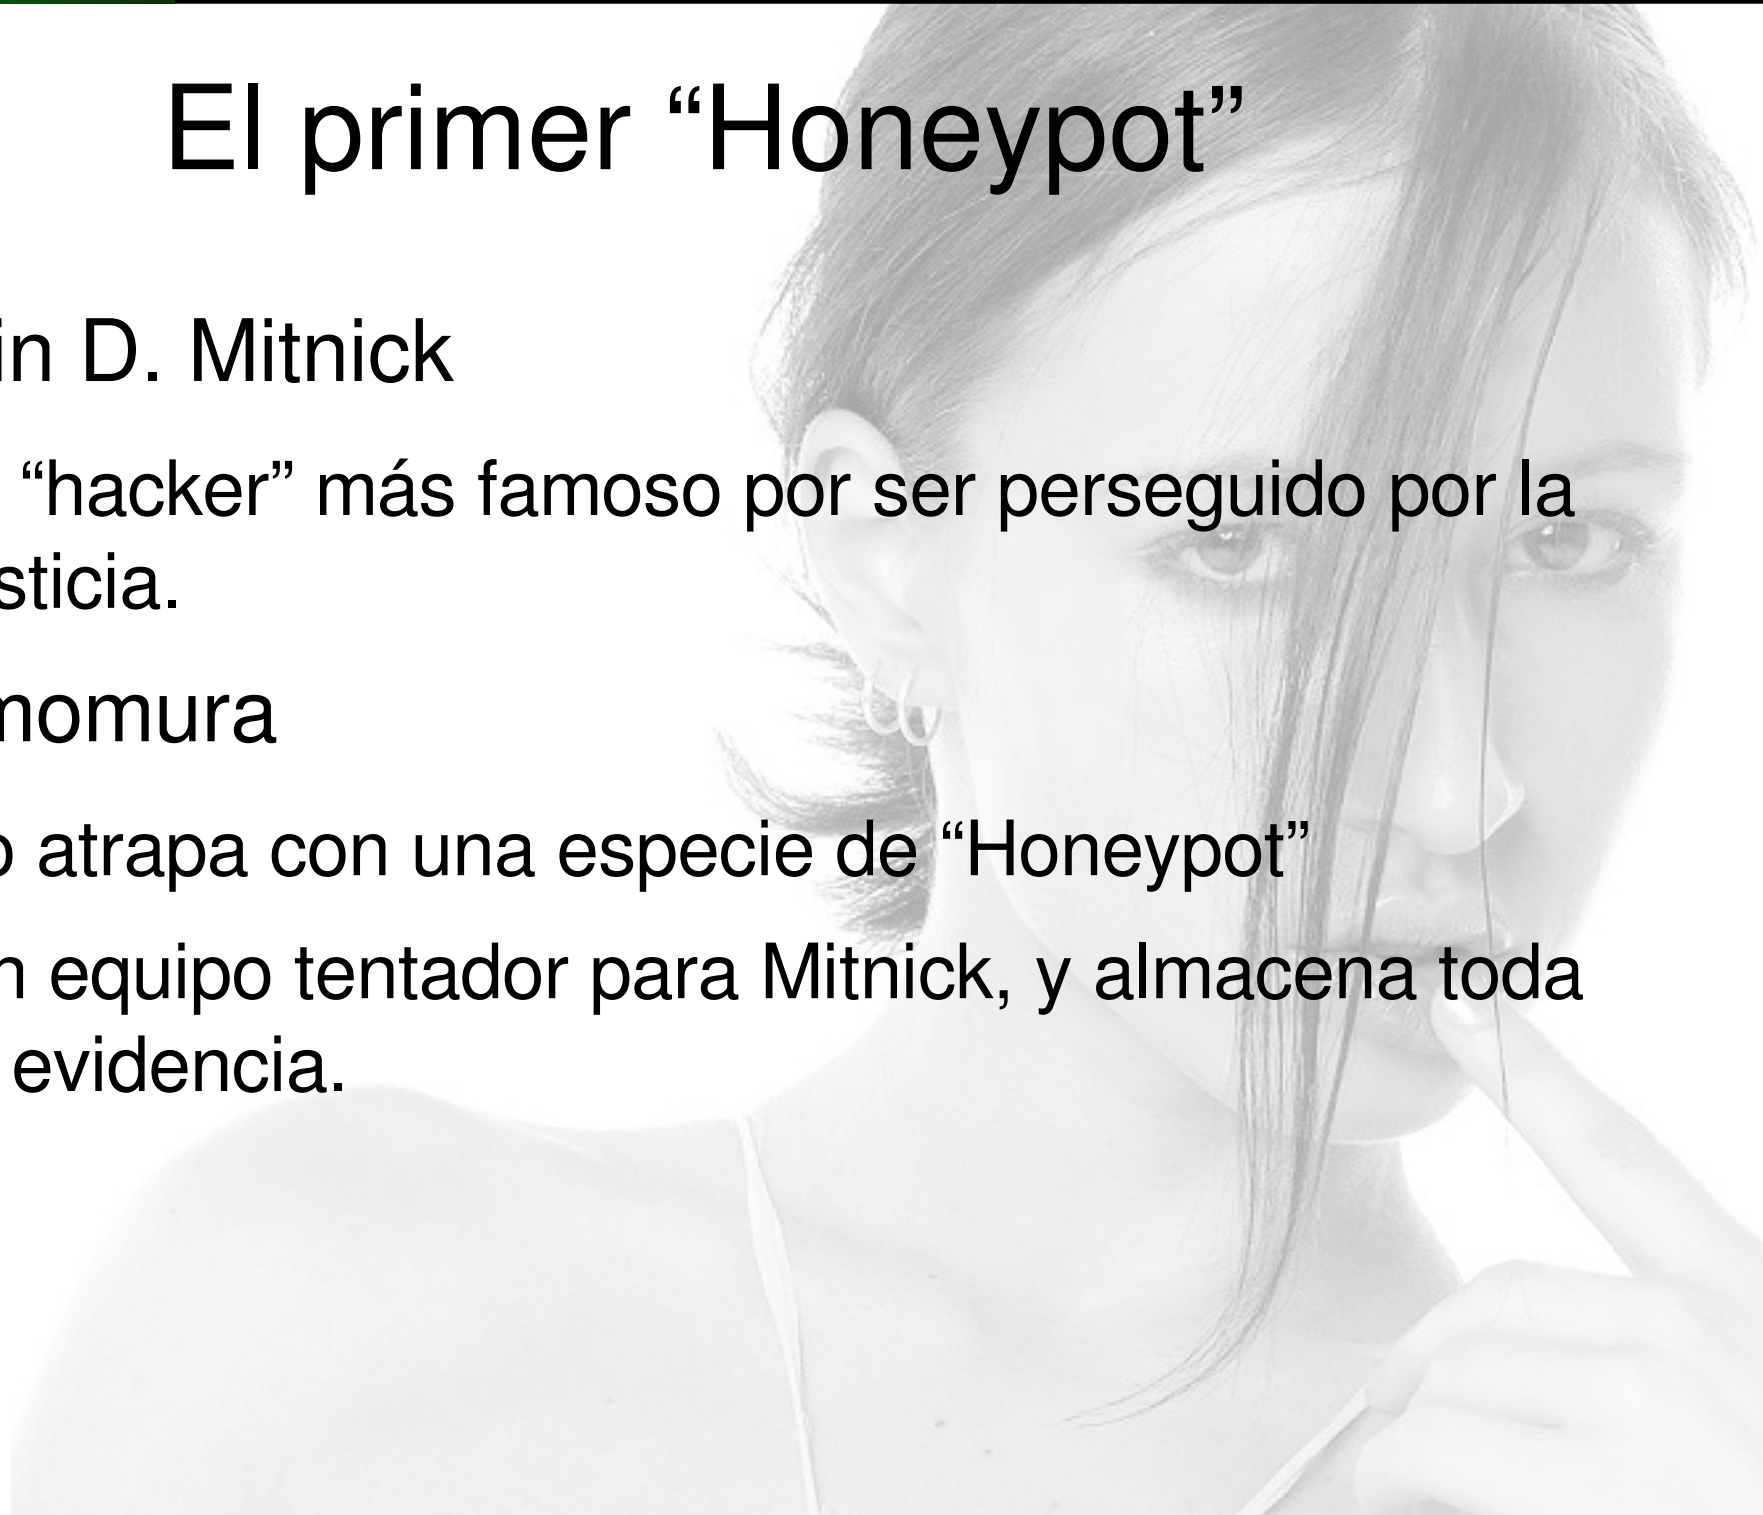 El primer “Honeypot”
in D. Mitnick
“hacker” más famoso por ser perseguido por la
sticia.
momura
o atrapa con una especie de “Honeypot”
n equipo tentador para Mitnick, y almacena toda
evidencia.